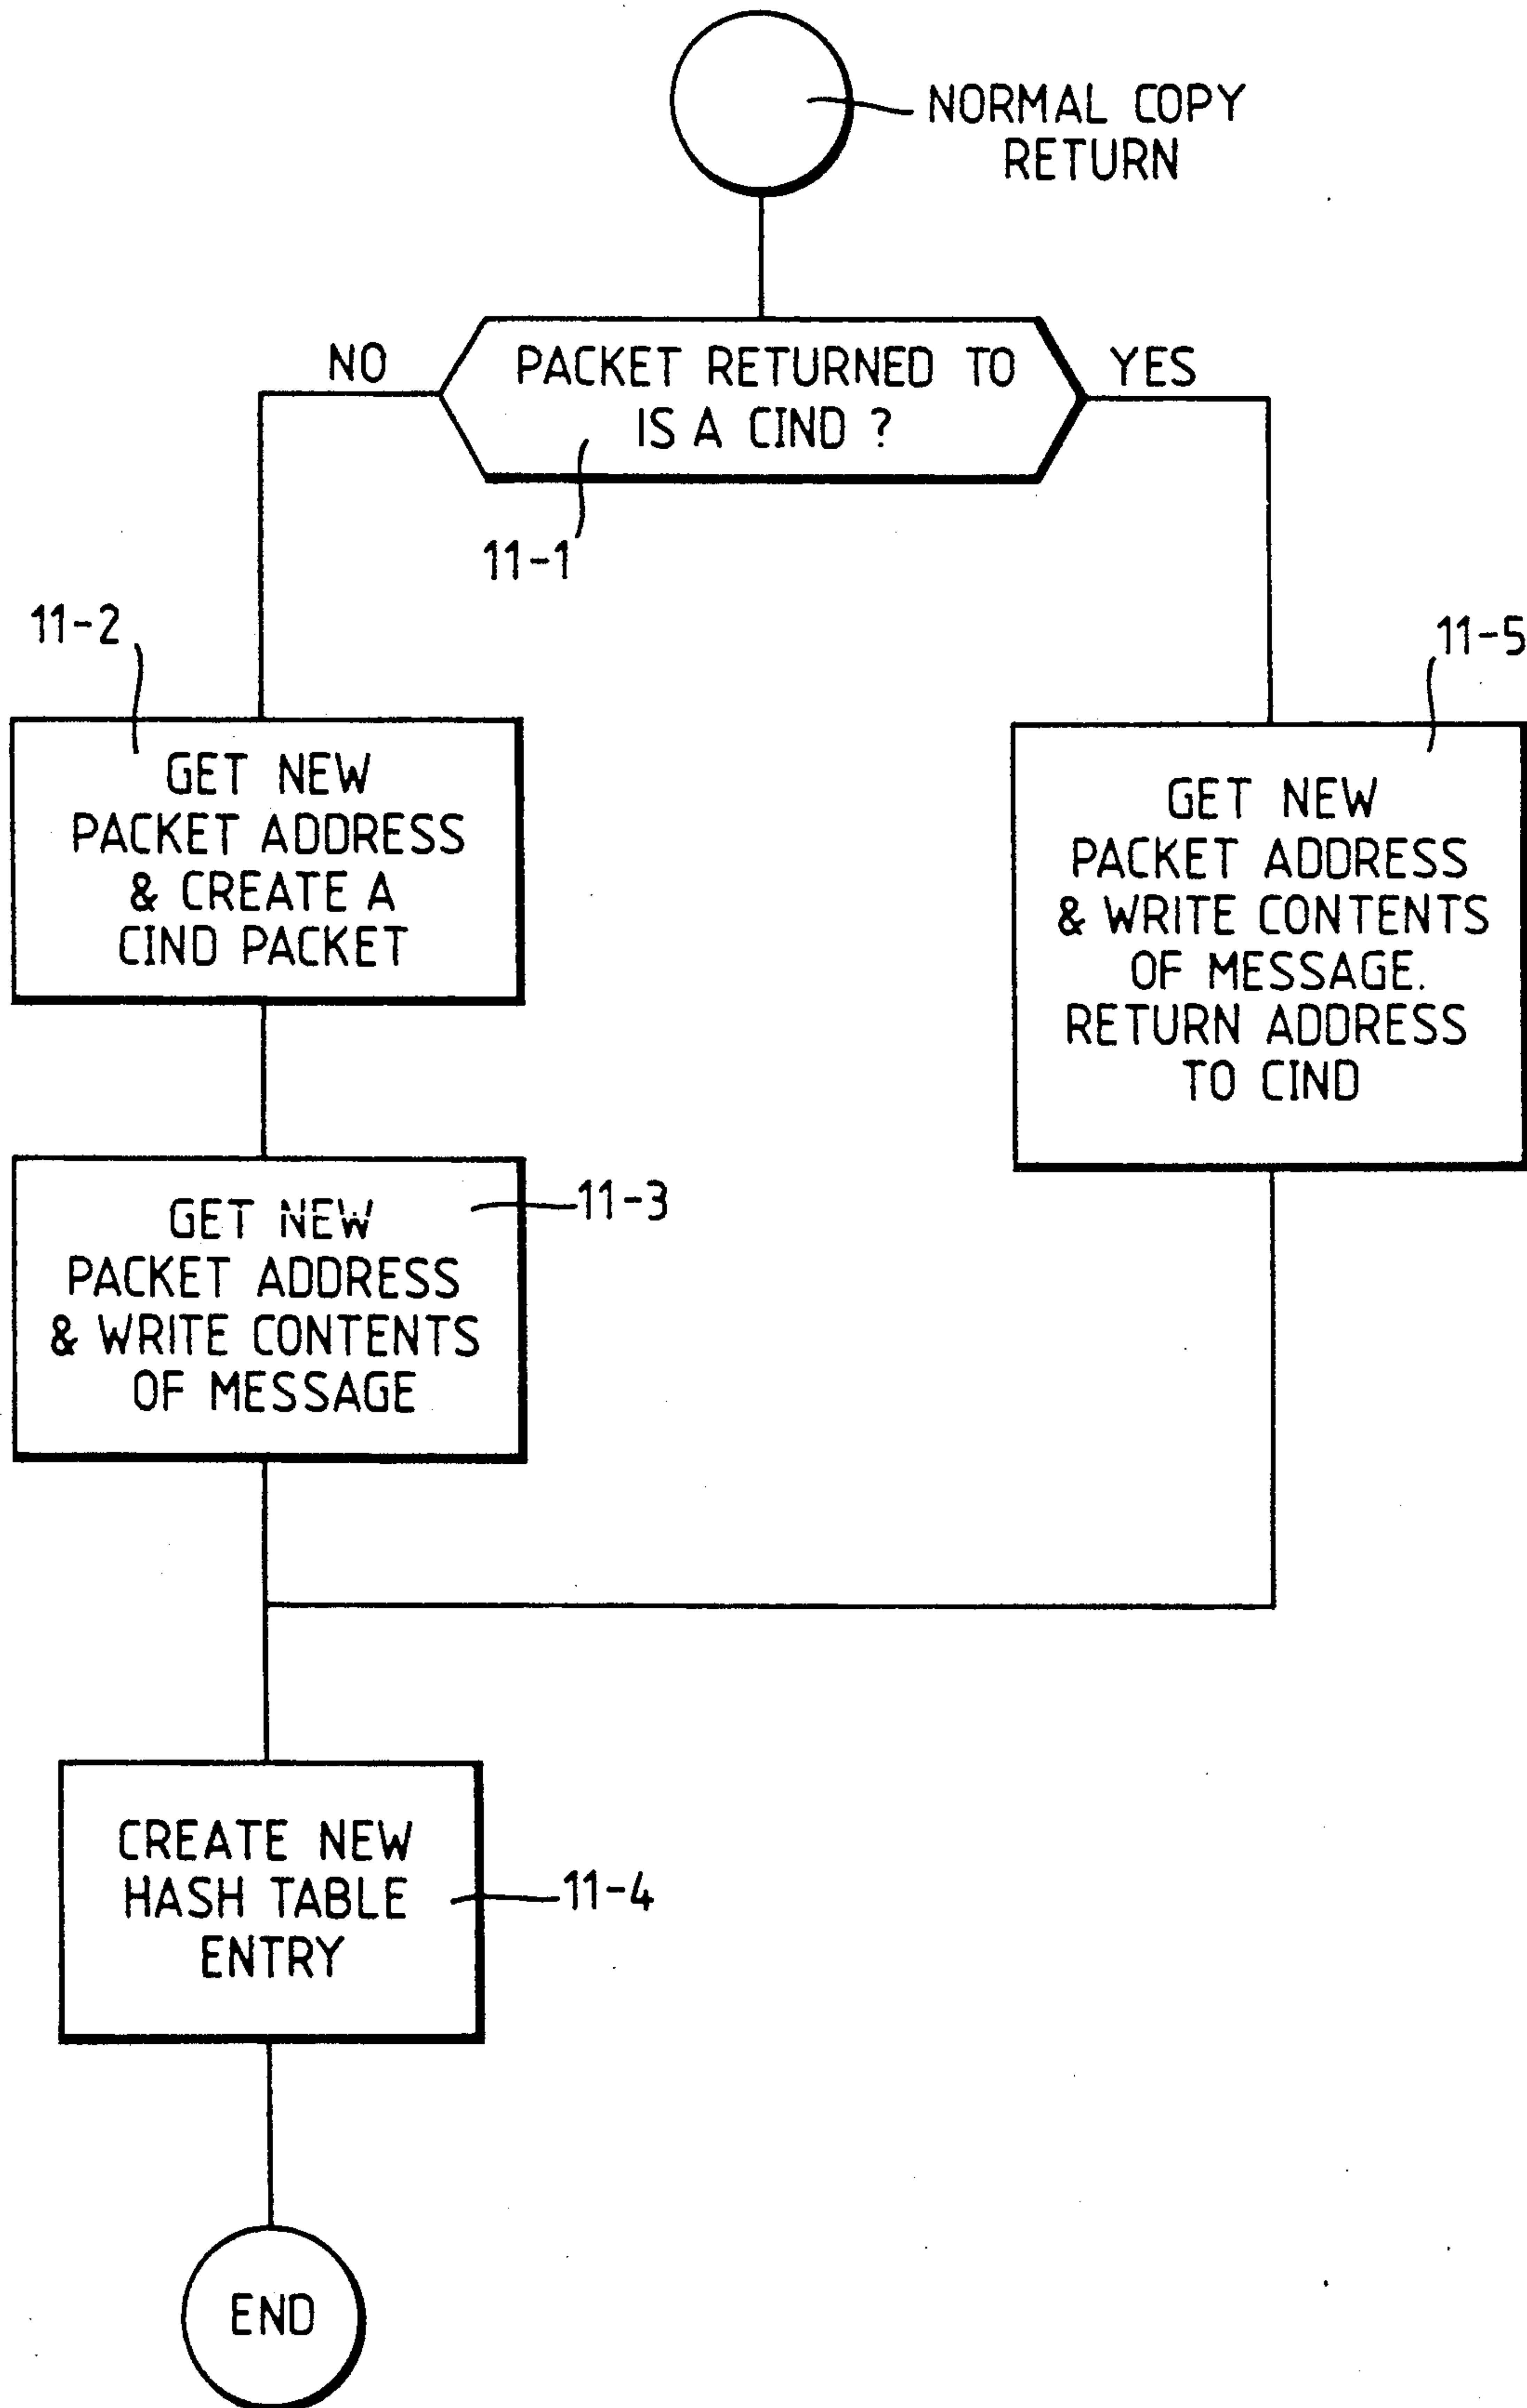 NORMAL COPY
RETURN
NO
PACKET RETURNED TO
IS A CIND ?
YES
11-1
11-2
11-5
GET NEW
PACKET ADDRESS
& CREATE A
CIND PACKET
GET NEW
PACKET ADDRESS
& WRITE CONTENTS
OF MESSAGE.
RETURN ADDRESS
TO CIND
GET NEW
PACKET ADDRESS
& WRITE CONTENTS
OF MESSAGE
11-3
CREATE NEW
HASH TABLE
ENTRY
11-4
END